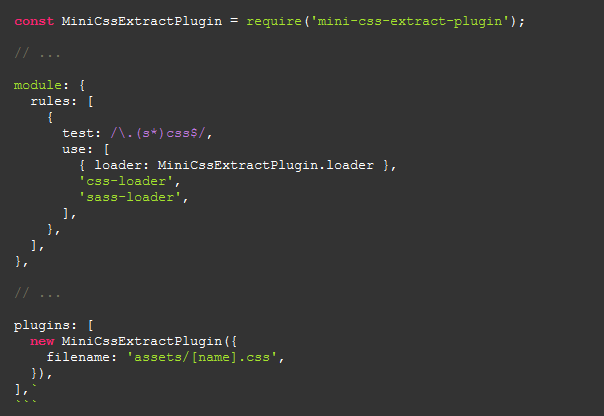 const MiniCssExtractPlugin = require('mini-css-extract-plugin');
// ...
module: {
rules: [
{
test: /\.(s*)css$/,
use: [
{ loader: MiniCssExtractPlugin.loader },
'css-loader',
'sass-loader',
],
},
],
},
// ...
plugins: [
new MiniCssExtractPlugin({
filename: 'assets/[name].css',
}),
],`
```